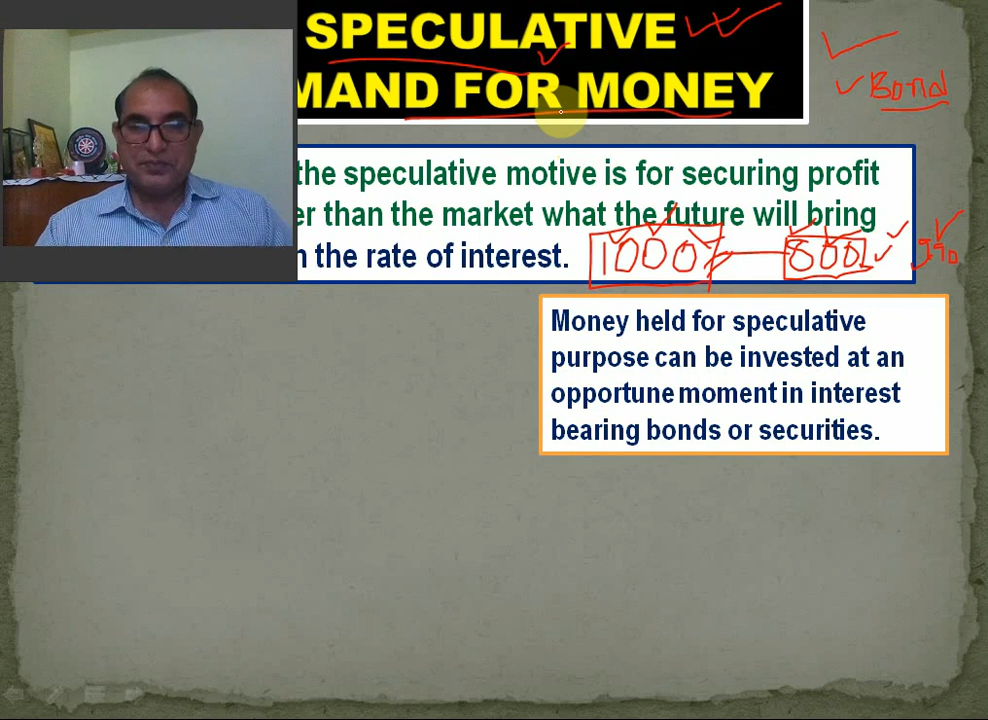 SPECULATIVE
MAND FOR MONEY
Bond
the speculative motive is for securing profit
er than the market what the future will bring
n the rate of interest.
1000
800
Money held for speculative
purpose can be invested at an
opportune moment in interest
bearing bonds or securities.